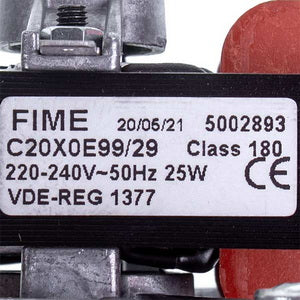 FIME 20/05/21 5002893
C20X0E99/29 Class 180
220-240V~50Hz 25W CE
VDE-REG 1377